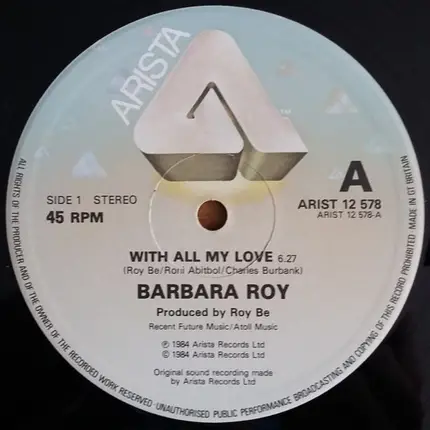 ARISTA
SIDE 1 STEREO
45 RPM
A
ARIST 12 578
ARIST 12 578-A
WITH ALL MY LOVE 6.27
(Roy Be/Roni Abitbol/Charles Burbank)
BARBARA ROY
Produced by Roy Be
Recent Future Music/Atoll Music
℗ 1984 Arista Records Ltd
© 1984 Arista Records Ltd
Original sound recording made
by Arista Records Ltd
ALL RIGHTS OF THE PRODUCER AND OF THE OWNER OF THE RECORDED WORK RESERVED · UNAUTHORISED PUBLIC PERFORMANCE BROADCASTING AND COPYING OF THIS RECORD PROHIBITED MADE IN GT BRITAIN